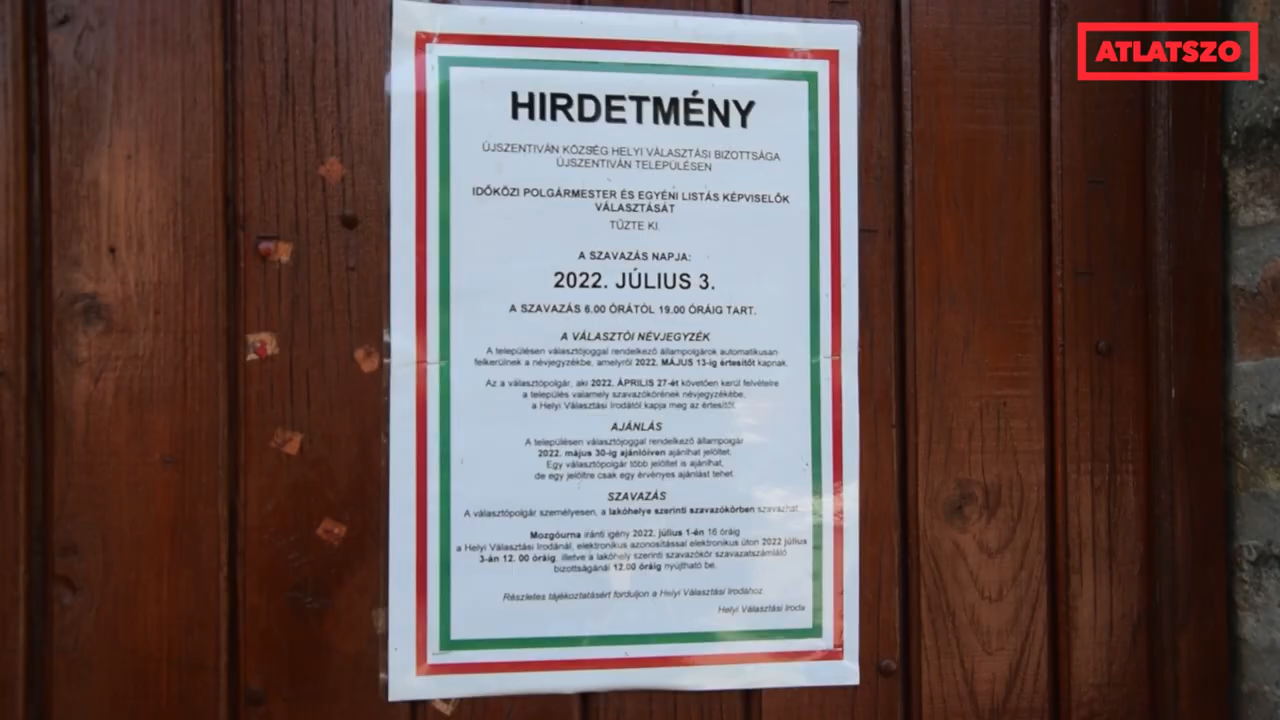 ATLATSZO
HIRDETMÉNY
ÚJSZENTIVÁN KÖZSÉG HELYI VÁLASZTÁSI BIZOTTSÁGA
ÚJSZENTIVÁN TELEPÜLÉSEN
IDŐKÖZI POLGÁRMESTER ÉS EGYÉNI LISTÁS KÉPVISELŐK
VÁLASZTÁSÁT
TŰZTE KI.
A SZAVAZÁS NAPJA:
2022. JÚLIUS 3.
A SZAVAZÁS 6.00 ÓRÁTÓL 19.00 ÓRÁIG TART.
A VÁLASZTÓI NÉVJEGYZÉK
A településen választójoggal rendelkező állampolgárok automatikusan
felkerülnek a névjegyzékbe, amelyről 2022. MÁJUS 13-ig értesítőt kapnak.
Az a választópolgár, aki 2022. ÁPRILIS 27-ét követően kerül felvételre
a település valamely szavazókörének névjegyzékébe,
a Helyi Választási Irodától kapja meg az értesítőt.
AJÁNLÁS
A településen választójoggal rendelkező állampolgár
2022. május 30-ig ajánlóíven ajánlhat jelöltet.
Egy választópolgár több jelöltet is ajánlhat,
de egy jelöltre csak egy érvényes ajánlást tehet.
SZAVAZÁS
A választópolgár személyesen, a lakóhelye szerinti szavazókörben szavazhat.
Mozgóurna iránti igény 2022. július 1-én 16 óráig
a Helyi Választási Irodánál, elektronikus azonosítással elektronikus úton 2022 július
3-án 12. 00 óráig, illetve a lakóhely szerinti szavazókör szavazatszámláló
bizottságánál 12.00 óráig nyújtható be.
Részletes tájékoztatásért forduljon a Helyi Választási Irodához.
Helyi Választási Iroda